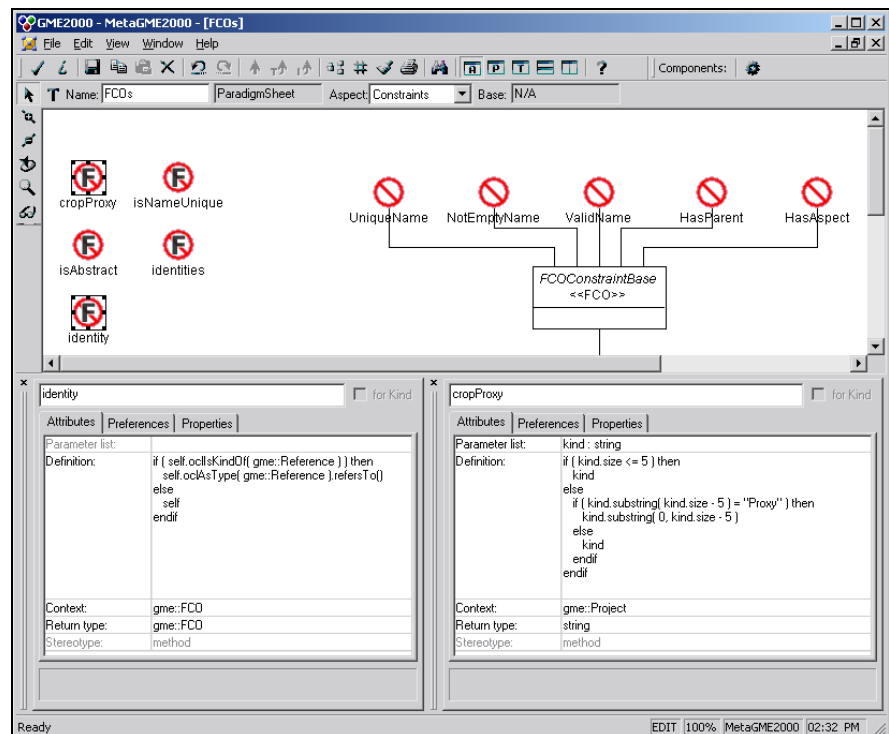 GME2000 - MetaGME2000 - [FCOs]
File Edit View Window Help
A P T ? Components:
T Name: FCOs ParadigmSheet Aspect: Constraints Base: N/A
cropProxy isNameUnique
UniqueName NotEmptyName ValidName HasParent HasAspect
isAbstract identities
FCOConstraintBase
<<FCO>>
identity
identity for Kind
Attributes Preferences Properties
Parameter list:
Definition: if ( self.oclIsKindOf( gme::Reference ) ) then
self.oclAsType( gme::Reference ).refersTo()
else
self
endif
Context: gme::FCO
Return type: gme::FCO
Stereotype: method
cropProxy for Kind
Attributes Preferences Properties
Parameter list: kind : string
Definition: if ( kind.size <= 5 ) then
kind
else
if ( kind.substring( kind.size - 5 ) = "Proxy" ) then
kind.substring( 0, kind.size - 5 )
else
kind
endif
endif
Context: gme::Project
Return type: string
Stereotype: method
Ready EDIT 100% MetaGME2000 02:32 PM